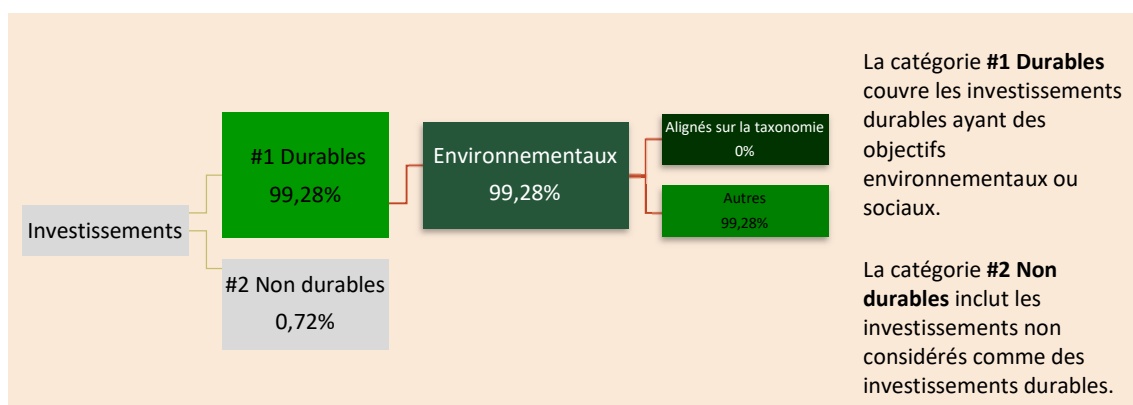 Investissements
#1 Durables
99,28%
#2 Non durables
0,72%
Environnementaux
99,28%
Alignés sur la taxonomie
0%
Autres
99,28%
La catégorie #1 Durables
couvre les investissements
durables ayant des
objectifs
environnementaux ou
sociaux.
La catégorie #2 Non
durables inclut les
investissements non
considérés comme des
investissements durables.